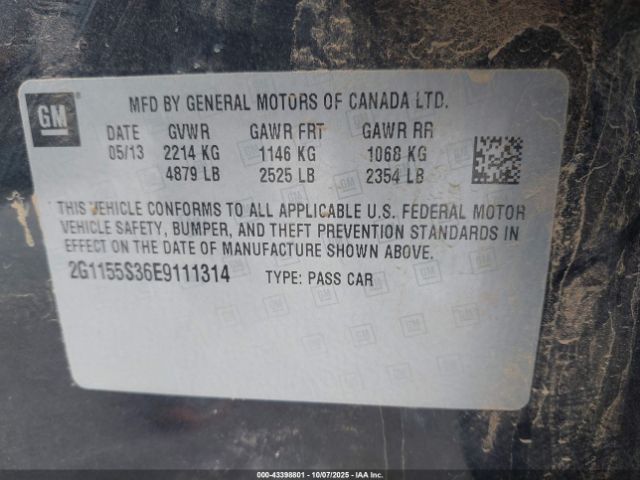 GM
MFD BY GENERAL MOTORS OF CANADA LTD.
DATE GVWR GAWR FRT GAWR RR
05/13 2214 KG 1146 KG 1068 KG
4879 LB 2525 LB 2354 LB
THIS VEHICLE CONFORMS TO ALL APPLICABLE U.S. FEDERAL MOTOR
VEHICLE SAFETY, BUMPER, AND THEFT PREVENTION STANDARDS IN
EFFECT ON THE DATE OF MANUFACTURE SHOWN ABOVE.
2G1155S36E9111314 TYPE: PASS CAR
2000-43398801 - 10/07/2025 - IAA Inc.